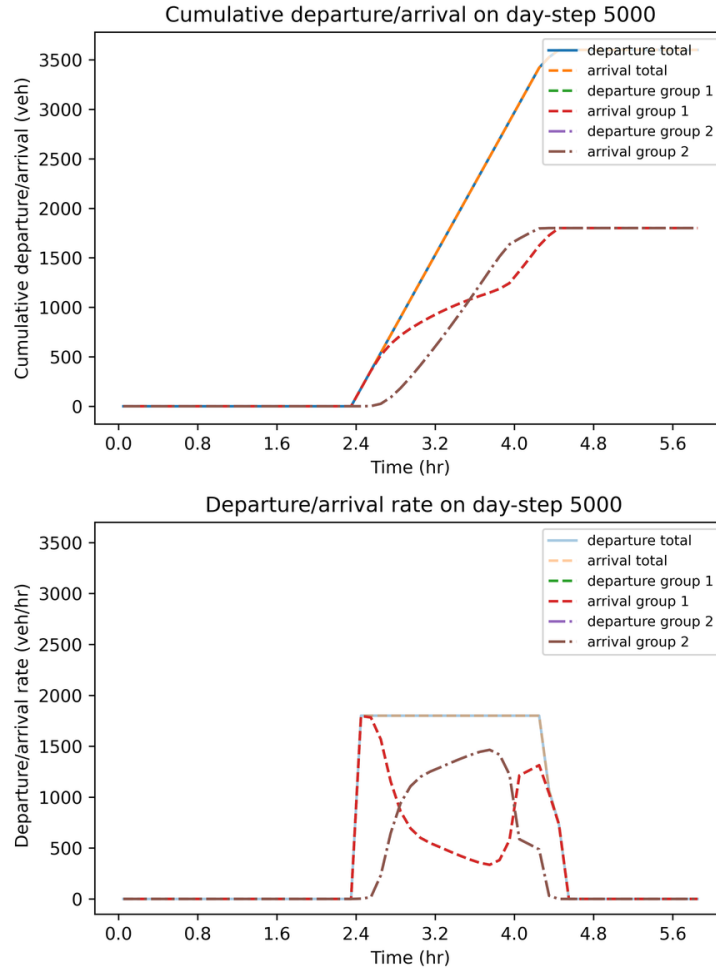 Cumulative departure/arrival on day-step 5000
Cumulative departure/arrival (veh)
3500
3000
2500
2000
1500
1000
500
0
departure total
arrival total
departure group 1
arrival group 1
departure group 2
arrival group 2
0.0 0.8 1.6 2.4 3.2 4.0 4.8 5.6
Time (hr)
Departure/arrival rate on day-step 5000
Departure/arrival rate (veh/hr)
3500
3000
2500
2000
1500
1000
500
0
departure total
arrival total
departure group 1
arrival group 1
departure group 2
arrival group 2
0.0 0.8 1.6 2.4 3.2 4.0 4.8 5.6
Time (hr)